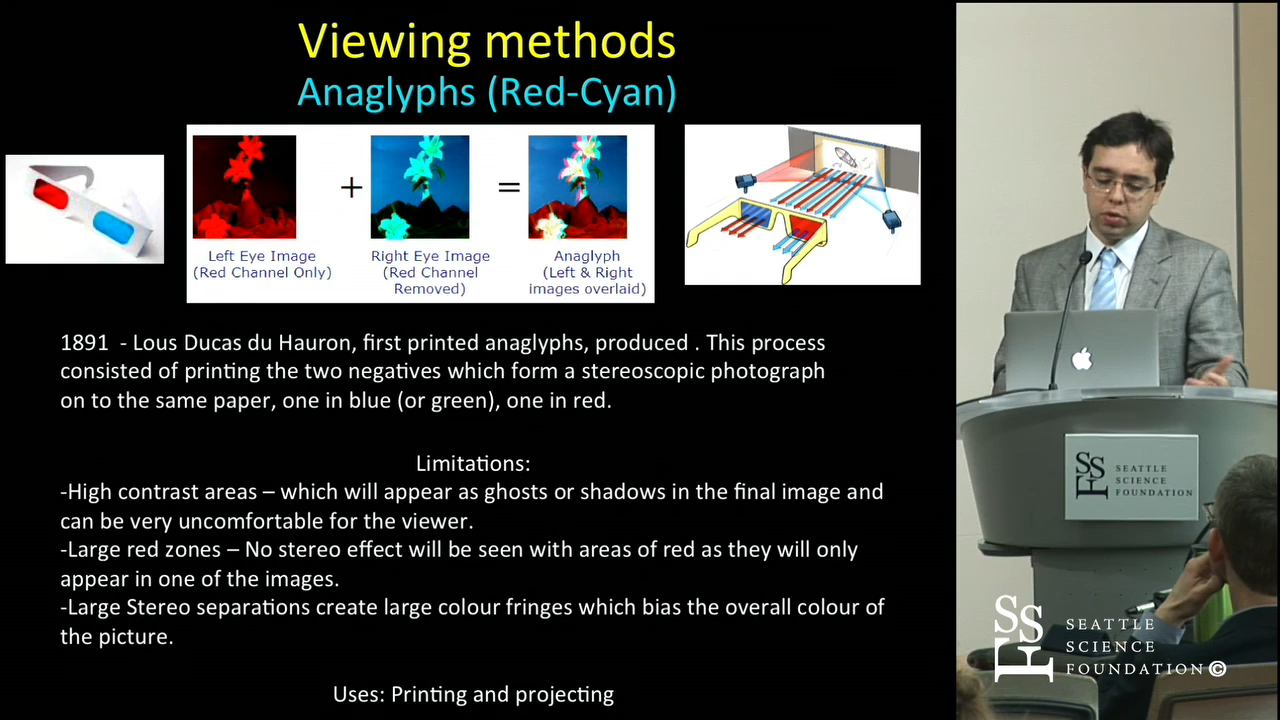 Viewing methods
Anaglyphs (Red-Cyan)
+
=
Left Eye Image
(Red Channel Only)
Right Eye Image
(Red Channel
Removed)
Anaglyph
(Left & Right
images overlaid)
1891 - Lous Ducas du Hauron, first printed anaglyphs, produced . This process
consisted of printing the two negatives which form a stereoscopic photograph
on to the same paper, one in blue (or green), one in red.
Limitations:
-High contrast areas – which will appear as ghosts or shadows in the final image and
can be very uncomfortable for the viewer.
-Large red zones – No stereo effect will be seen with areas of red as they will only
appear in one of the images.
-Large Stereo separations create large colour fringes which bias the overall colour of
the picture.
Uses: Printing and projecting
SSF
SEATTLE
SCIENCE
FOUNDATION
SSF
SEATTLE
SCIENCE
FOUNDATION©